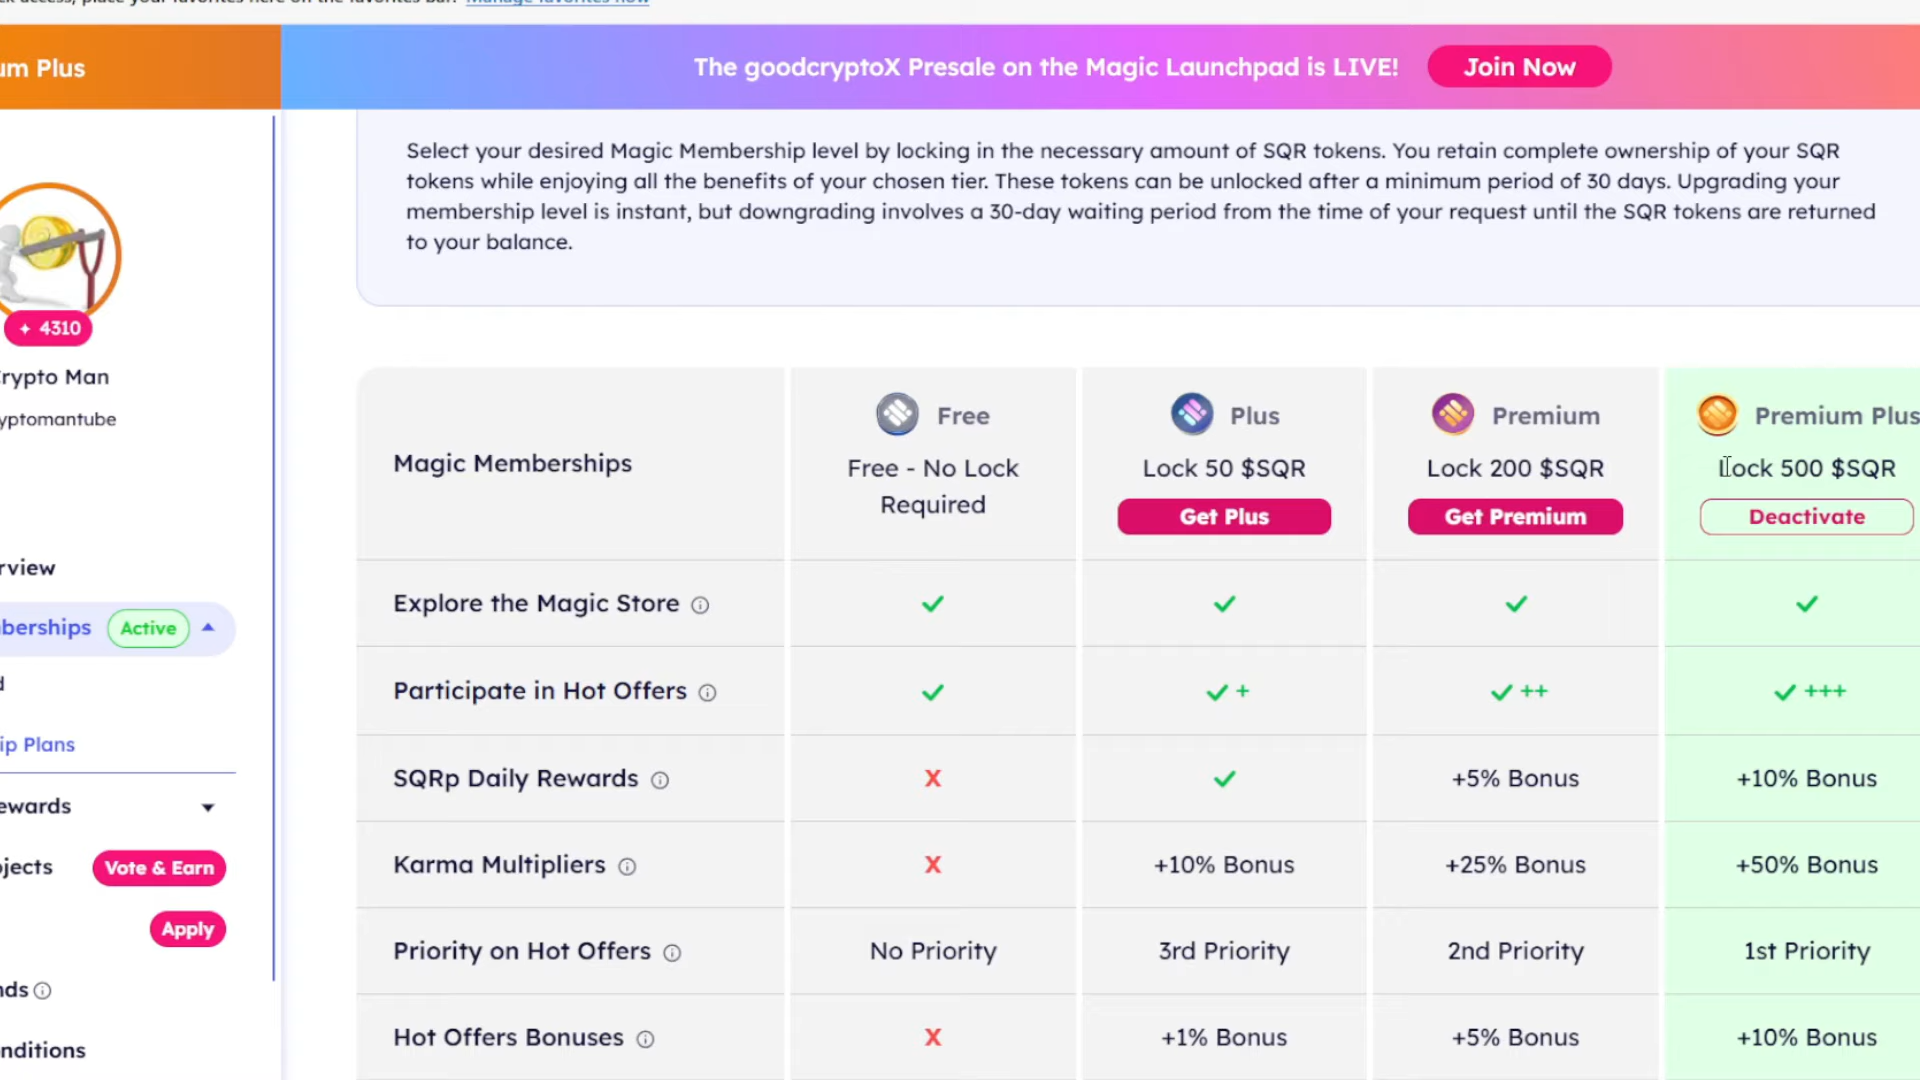 Manage favorites now
um Plus
The goodcryptoX Presale on the Magic Launchpad is LIVE!
Join Now
Select your desired Magic Membership level by locking in the necessary amount of SQR tokens. You retain complete ownership of your SQR
tokens while enjoying all the benefits of your chosen tier. These tokens can be unlocked after a minimum period of 30 days. Upgrading your
membership level is instant, but downgrading involves a 30-day waiting period from the time of your request until the SQR tokens are returned
to your balance.
4310
Crypto Man
yptomantube
rview
berships
Active
ip Plans
ewards
jects
Vote & Earn
Apply
nds
nditions
Magic Memberships
Free
Free - No Lock
Required
Plus
Lock 50 $SQR
Get Plus
Premium
Lock 200 $SQR
Get Premium
Premium Plus
Lock 500 $SQR
Deactivate
Explore the Magic Store
Participate in Hot Offers
+
++
+++
SQRp Daily Rewards
X
+5% Bonus
+10% Bonus
Karma Multipliers
X
+10% Bonus
+25% Bonus
+50% Bonus
Priority on Hot Offers
No Priority
3rd Priority
2nd Priority
1st Priority
Hot Offers Bonuses
X
+1% Bonus
+5% Bonus
+10% Bonus